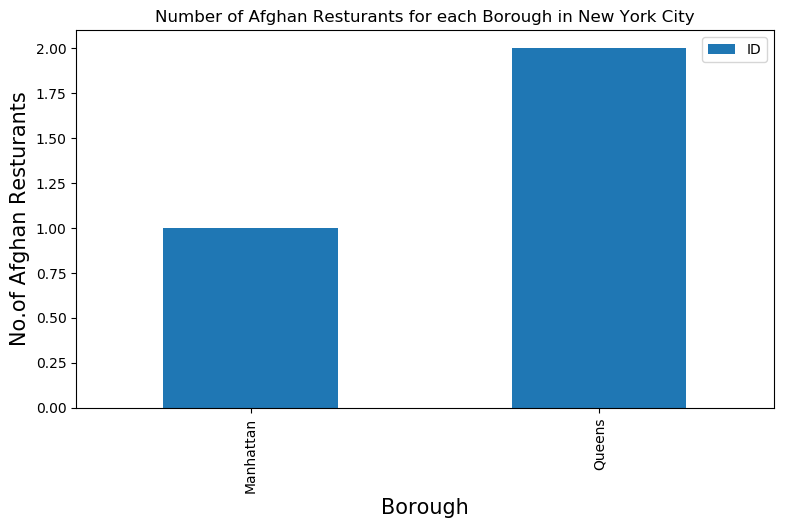 Number of Afghan Resturants for each Borough in New York City
ID
No.of Afghan Resturants
2.00
1.75
1.50
1.25
1.00
0.75
0.50
0.25
0.00
Manhattan
Queens
Borough